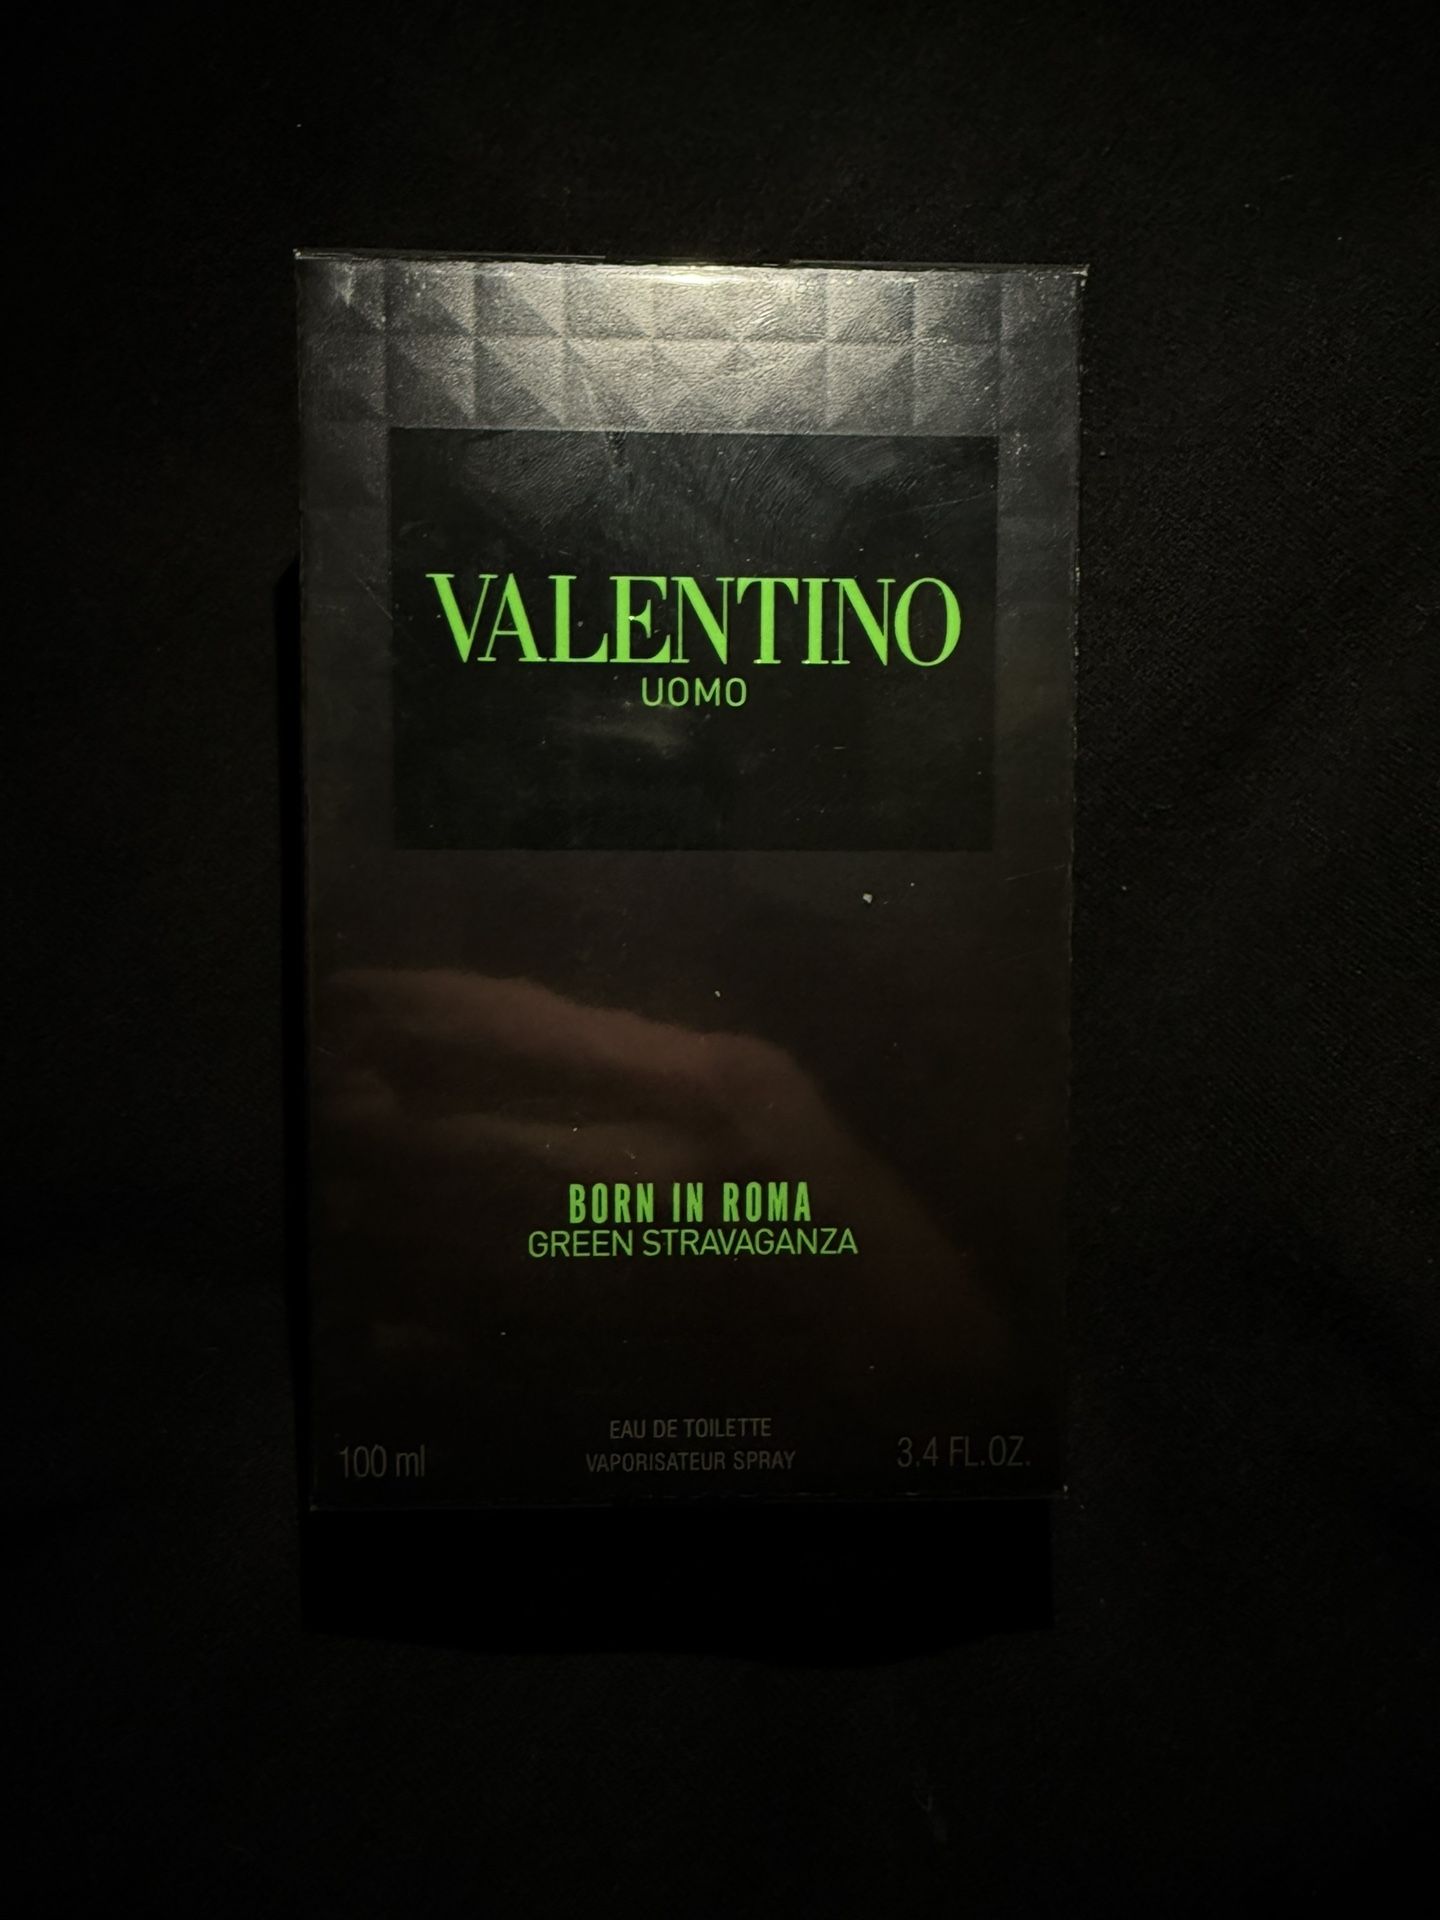 VALENTINO
UOMO
BORN IN ROMA
GREEN STRAVAGANZA
EAU DE TOILETTE
100 ml VAPORISATEUR SPRAY 3.4 FL.OZ.